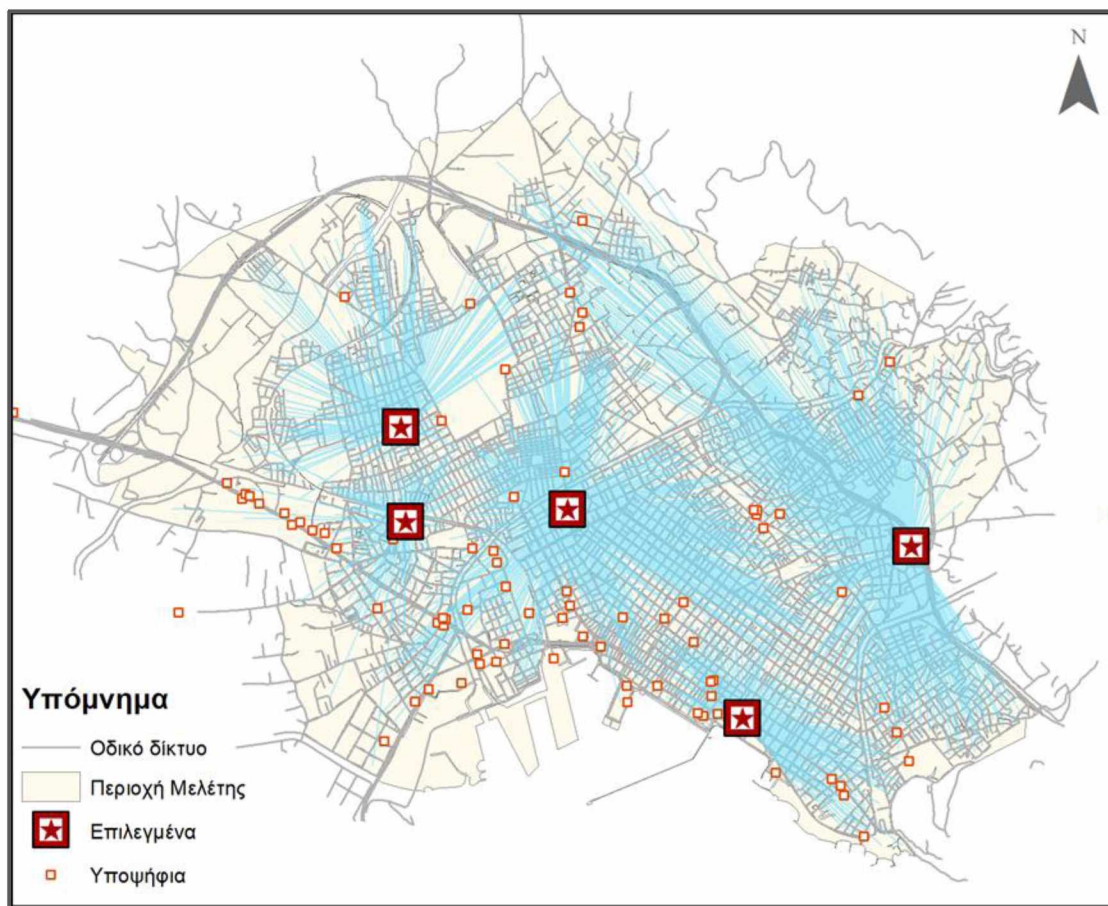 N
Υπόμνημα
Οδικό δίκτυο
Περιοχή Μελέτης
Επιλεγμένα
Υποψήφια